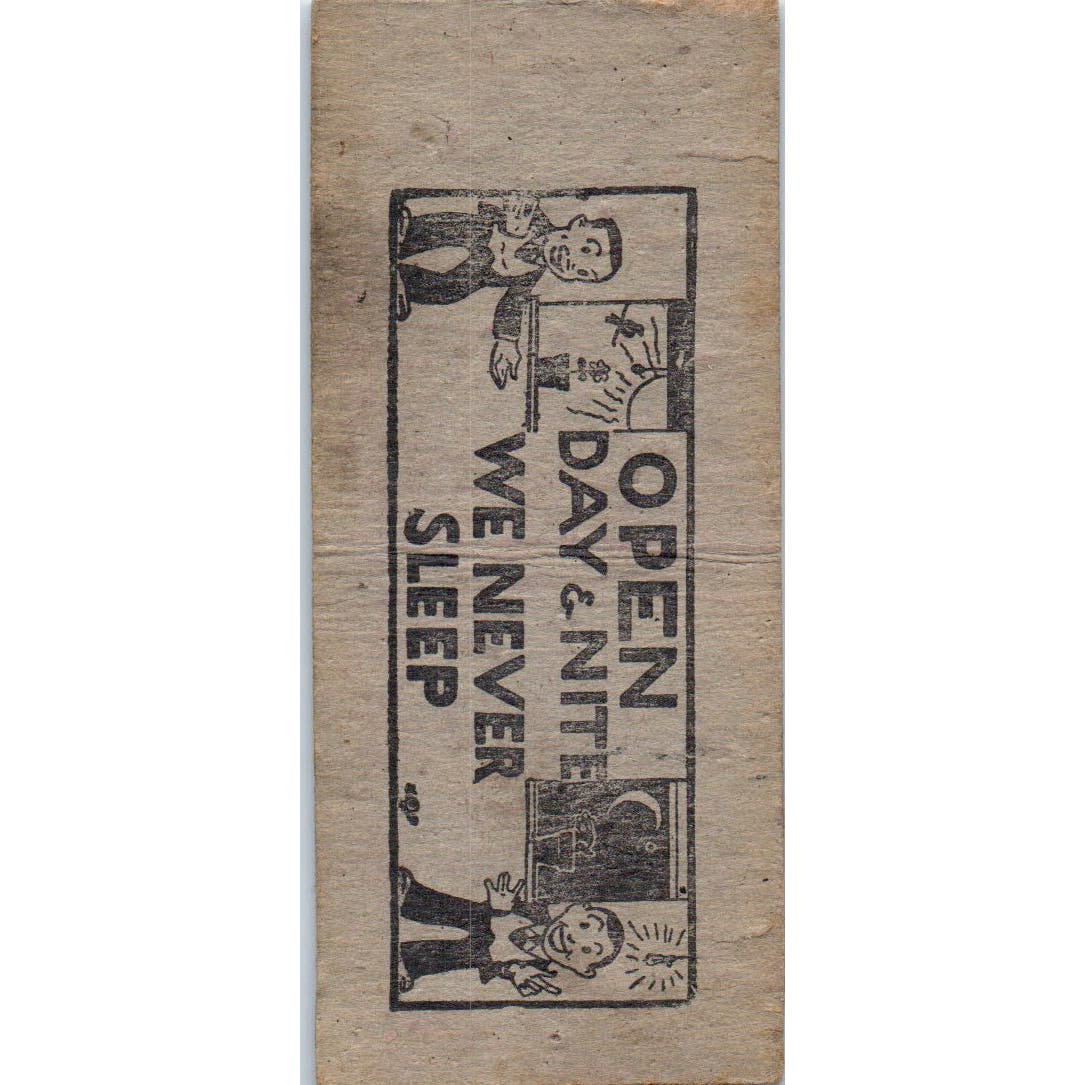 OPEN
DAY & NITE
WE NEVER
SLEEP